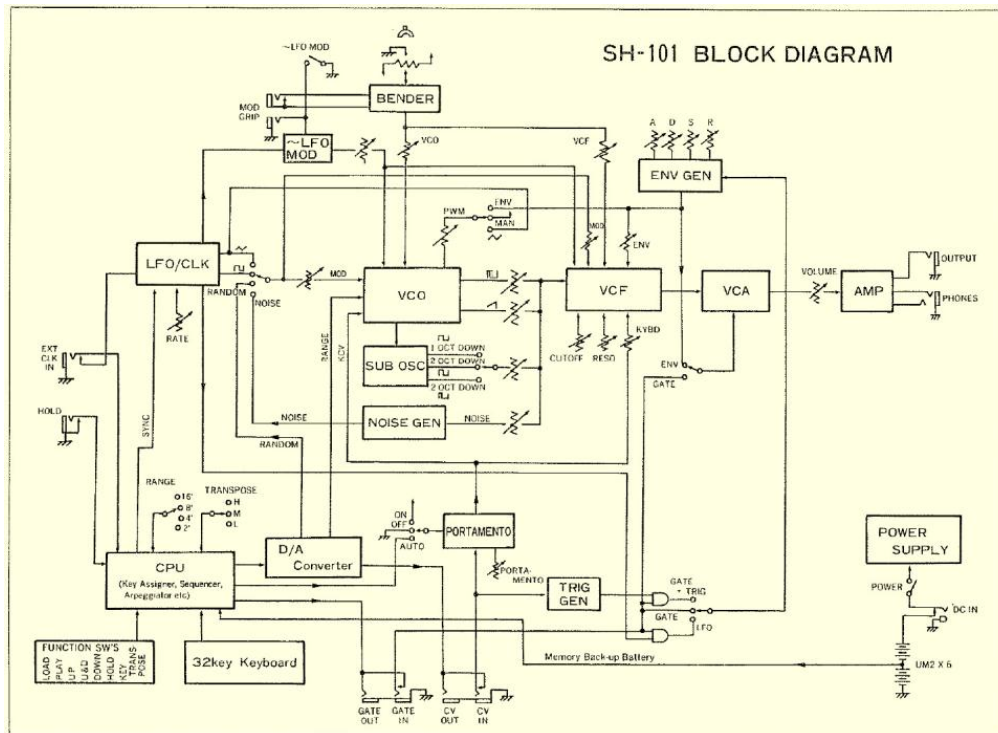 SH-101 BLOCK DIAGRAM
~LFO MOD
BENDER
MOD
GRIP
~LFO
MOD
VCO
VCF
A D S R
ENV GEN
PWM
ENV
MAN
MOD
ENV
LFO/CLK
RANDOM
NOISE
MOD
VCO
VCF
VCA
VOLUME
AMP
OUTPUT
PHONES
RATE
RANGE
KCV
SUB OSC
1 OCT DOWN
2 OCT DOWN
2 OCT DOWN
CUTOFF
RESO
KYBD
ENV
GATE
EXT
CLK
IN
HOLD
SYNC
NOISE
NOISE GEN
NOISE
RANDOM
RANGE
16'
8'
4'
2'
TRANSPOSE
H
M
L
ON
OFF
AUTO
PORTAMENTO
PORTA-
MENTO
CPU
(Key Assigner, Sequencer,
Arpeggiator etc)
D/A
Converter
TRIG
GEN
GATE
+ TRIG
GATE
LFO
POWER
SUPPLY
POWER
DC IN
UM2 X 6
Memory Back-up Battery
FUNCTION SW'S
LOAD
PLAY
UP
U&D
DOWN
HOLD
KEY
TRANS
POSE
32key Keyboard
GATE
OUT
GATE
IN
CV
OUT
CV
IN